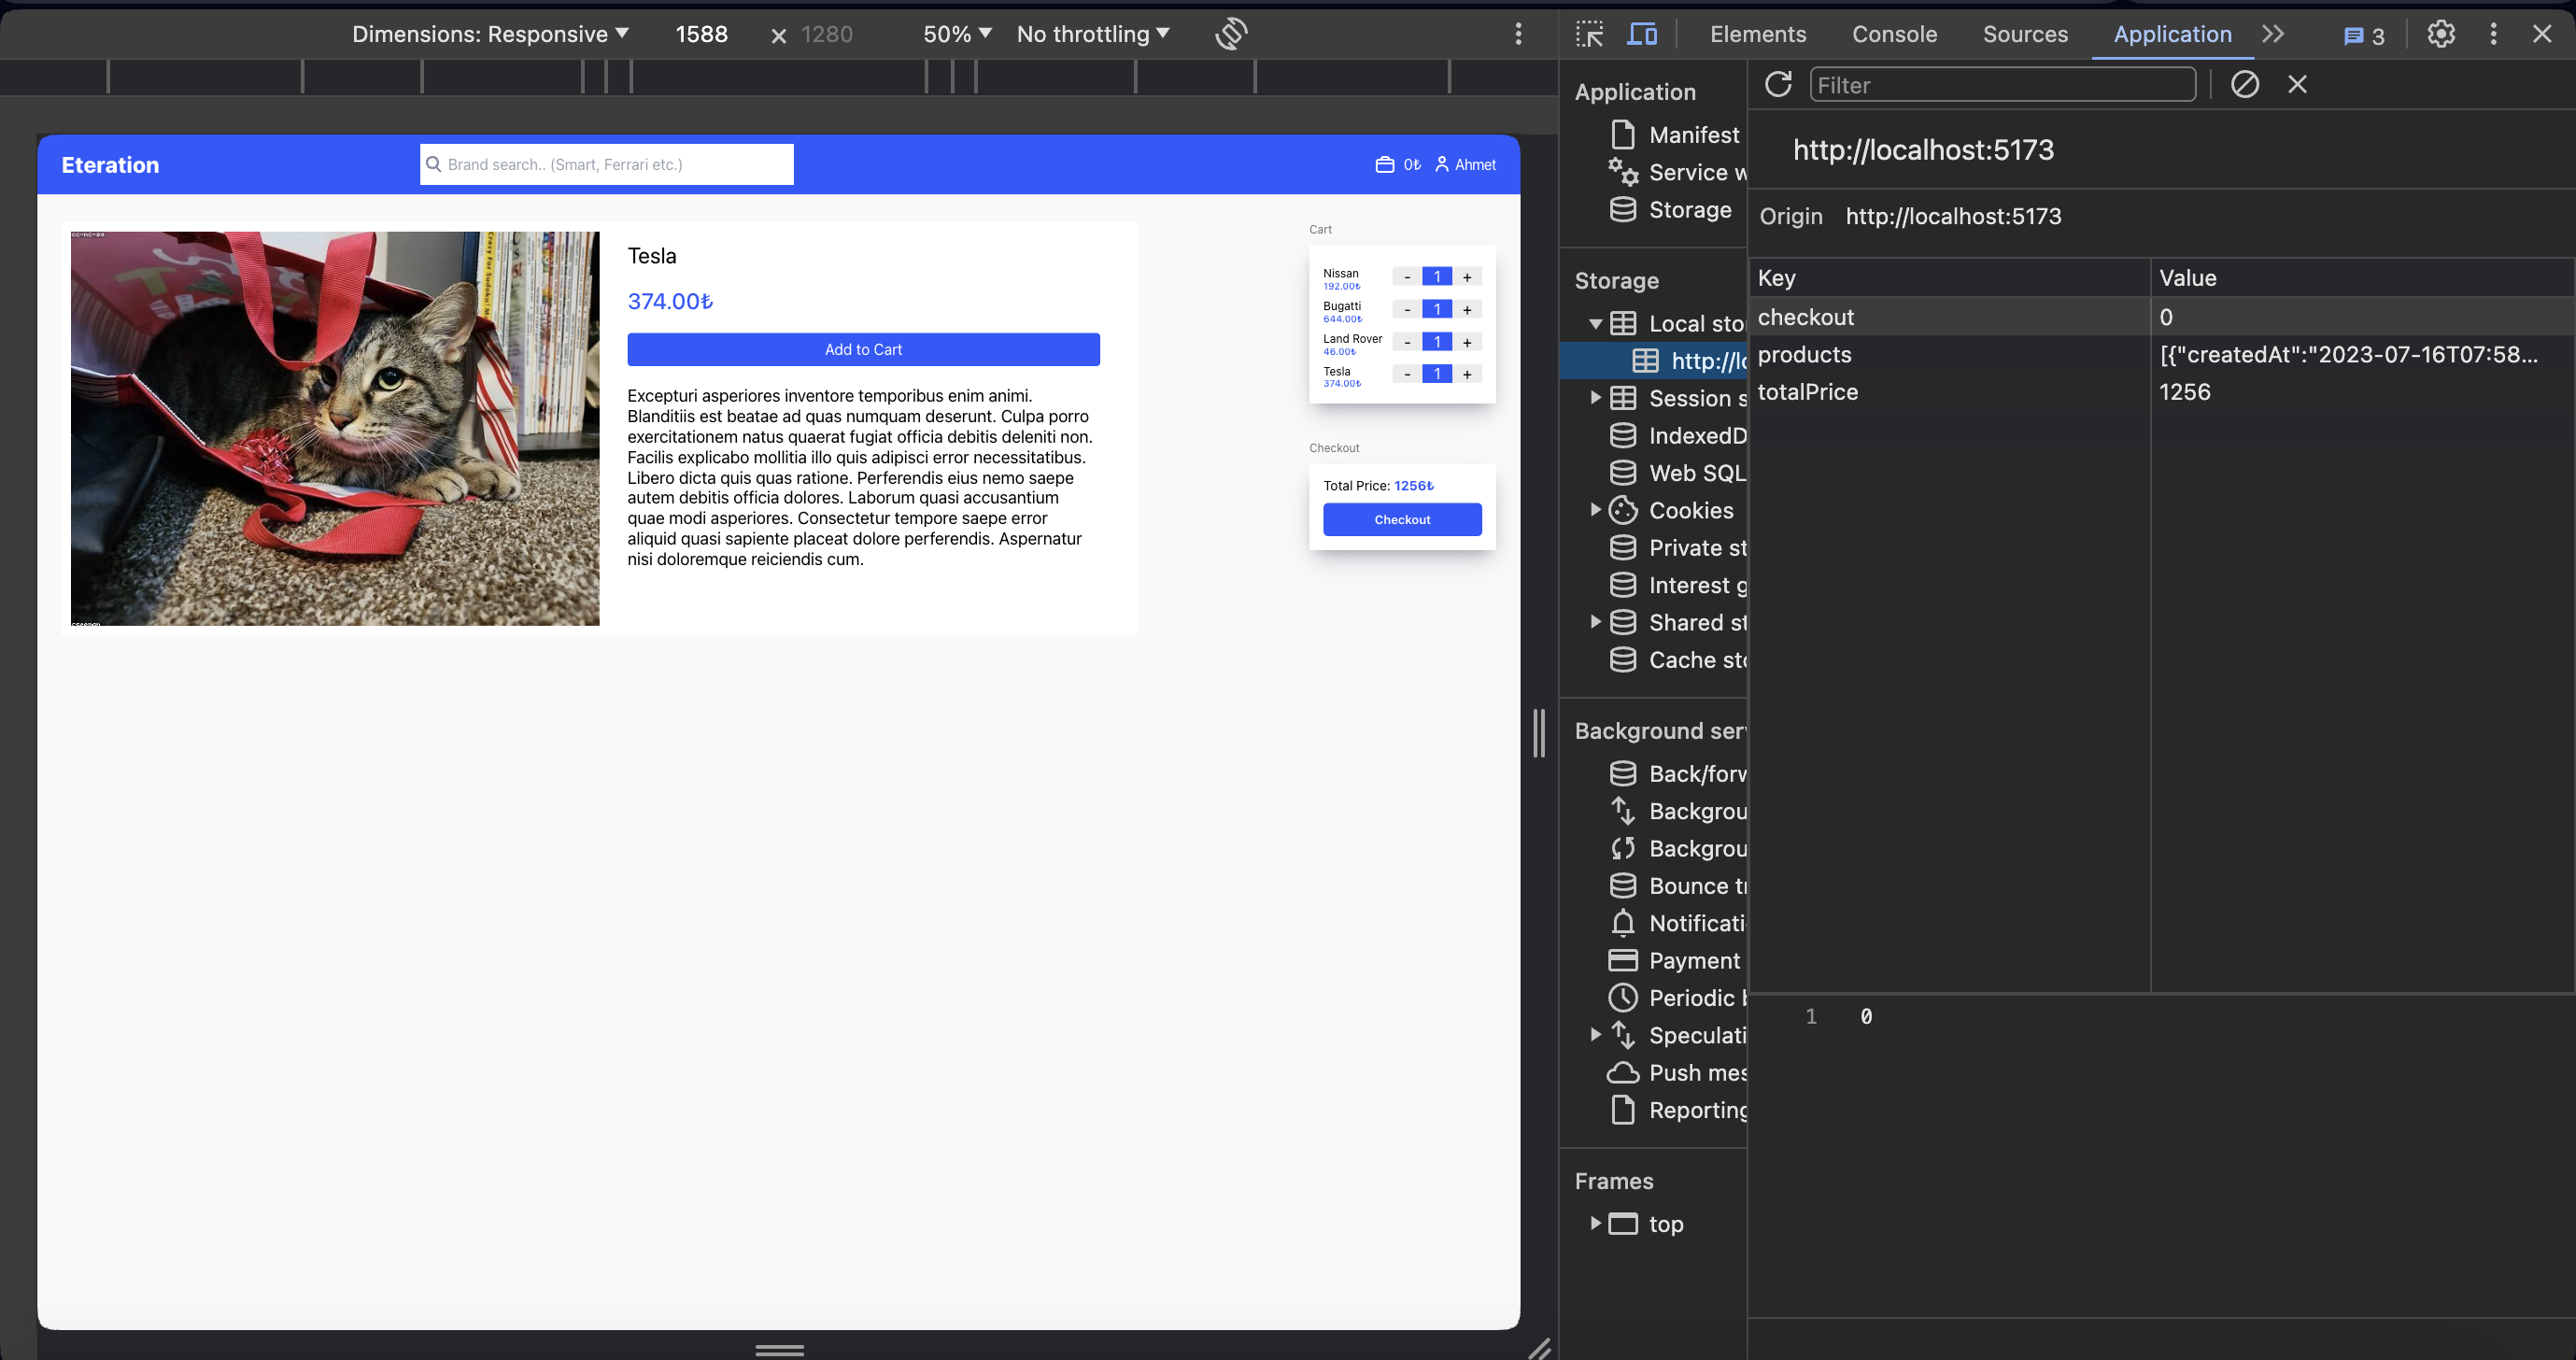 Dimensions: Responsive ▼ 1588 × 1280 50% ▼ No throttling ▼
Eteration
Brand search.. (Smart, Ferrari etc.)
0₺ Ahmet
Tesla
374.00₺
Add to Cart
Excepturi asperiores inventore temporibus enim animi.
Blanditiis est beatae ad quas numquam deserunt. Culpa porro
exercitationem natus quaerat fugiat officia debitis deleniti non.
Facilis explicabo mollitia illo quis adipisci error necessitatibus.
Libero dicta quis quas ratione. Perferendis eius nemo saepe
autem debitis officia dolores. Laborum quasi accusantium
quae modi asperiores. Consectetur tempore saepe error
aliquid quasi sapiente placeat dolore perferendis. Aspernatur
nisi doloremque reiciendis cum.
Cart
Nissan
192.00₺
- 1 +
Bugatti
644.00₺
- 1 +
Land Rover
46.00₺
- 1 +
Tesla
374.00₺
- 1 +
Checkout
Total Price: 1256₺
Checkout
Elements Console Sources Application 3
Application
Manifest
Service w
Storage
Storage
Local sto
http://lo
Session s
IndexedD
Web SQL
Cookies
Private st
Interest g
Shared st
Cache sto
Background ser
Back/forw
Backgrou
Backgrou
Bounce tr
Notificati
Payment
Periodic b
Speculati
Push mes
Reporting
Frames
top
Filter
http://localhost:5173
Origin http://localhost:5173
Key Value
checkout 0
products [{"createdAt":"2023-07-16T07:58...
totalPrice 1256
1 0